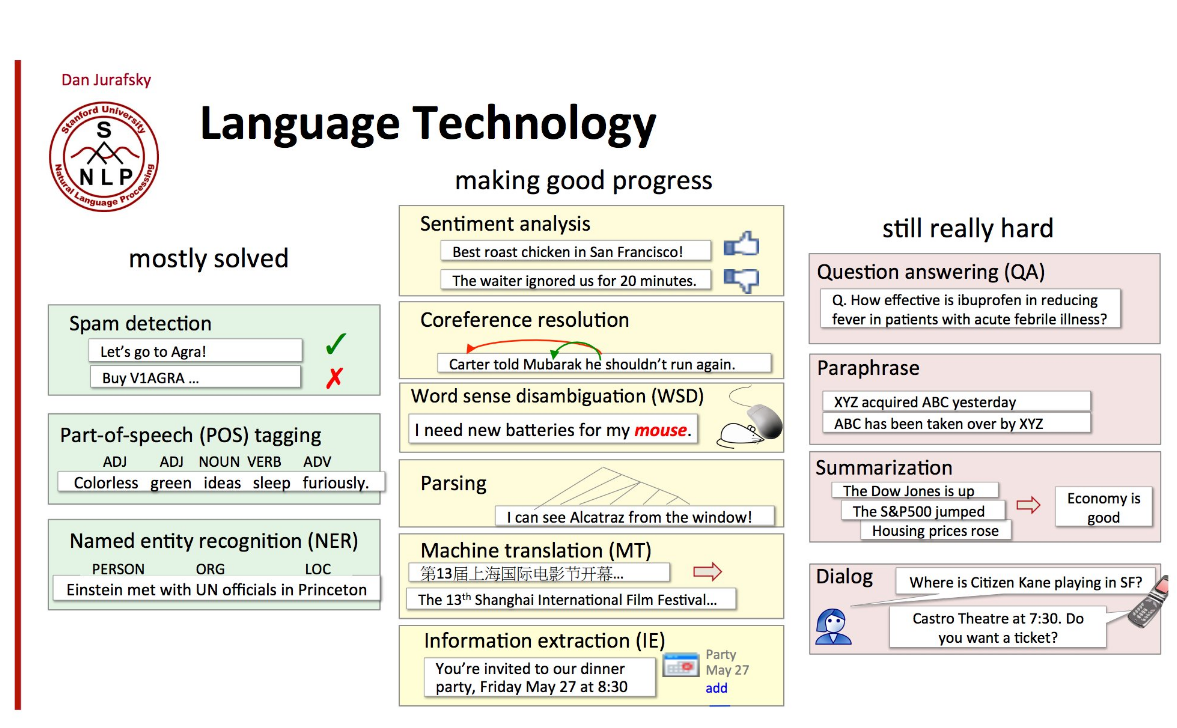 Dan Jurafsky
Stanford University
S
NLP
Natural Language Processing
Language Technology
mostly solved
Spam detection
Let's go to Agra!
✓
Buy V1AGRA …
✗
Part-of-speech (POS) tagging
ADJ ADJ NOUN VERB ADV
Colorless green ideas sleep furiously.
Named entity recognition (NER)
PERSON ORG LOC
Einstein met with UN officials in Princeton
making good progress
Sentiment analysis
Best roast chicken in San Francisco!
The waiter ignored us for 20 minutes.
Coreference resolution
Carter told Mubarak he shouldn't run again.
Word sense disambiguation (WSD)
I need new batteries for my mouse.
Parsing
I can see Alcatraz from the window!
Machine translation (MT)
第13届上海国际电影节开幕…
The 13th Shanghai International Film Festival…
Information extraction (IE)
You're invited to our dinner
party, Friday May 27 at 8:30
Party
May 27
add
still really hard
Question answering (QA)
Q. How effective is ibuprofen in reducing
fever in patients with acute febrile illness?
Paraphrase
XYZ acquired ABC yesterday
ABC has been taken over by XYZ
Summarization
The Dow Jones is up
The S&P500 jumped
Housing prices rose
Economy is
good
Dialog
Where is Citizen Kane playing in SF?
Castro Theatre at 7:30. Do
you want a ticket?